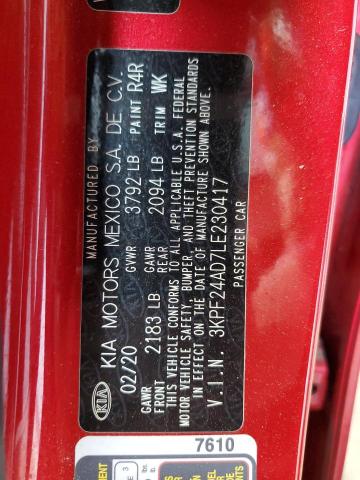 MANUFACTURED BY
KIA KIA MOTORS MEXICO S.A. DE C.V.
02/20 GVWR 3792 LB PAINT R4R
GAWR FRONT 2183 LB GAWR REAR 2094 LB TRIM WK
THIS VEHICLE CONFORMS TO ALL APPLICABLE U.S.A. FEDERAL
MOTOR VEHICLE SAFETY, BUMPER, AND THEFT PREVENTION STANDARDS
IN EFFECT ON THE DATE OF MANUFACTURE SHOWN ABOVE.
V.I.N. 3KPF24AD7LE230417
PASSENGER CAR
7610